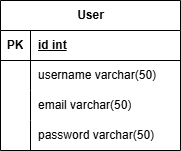 User
PK id int
username varchar(50)
email varchar(50)
password varchar(50)